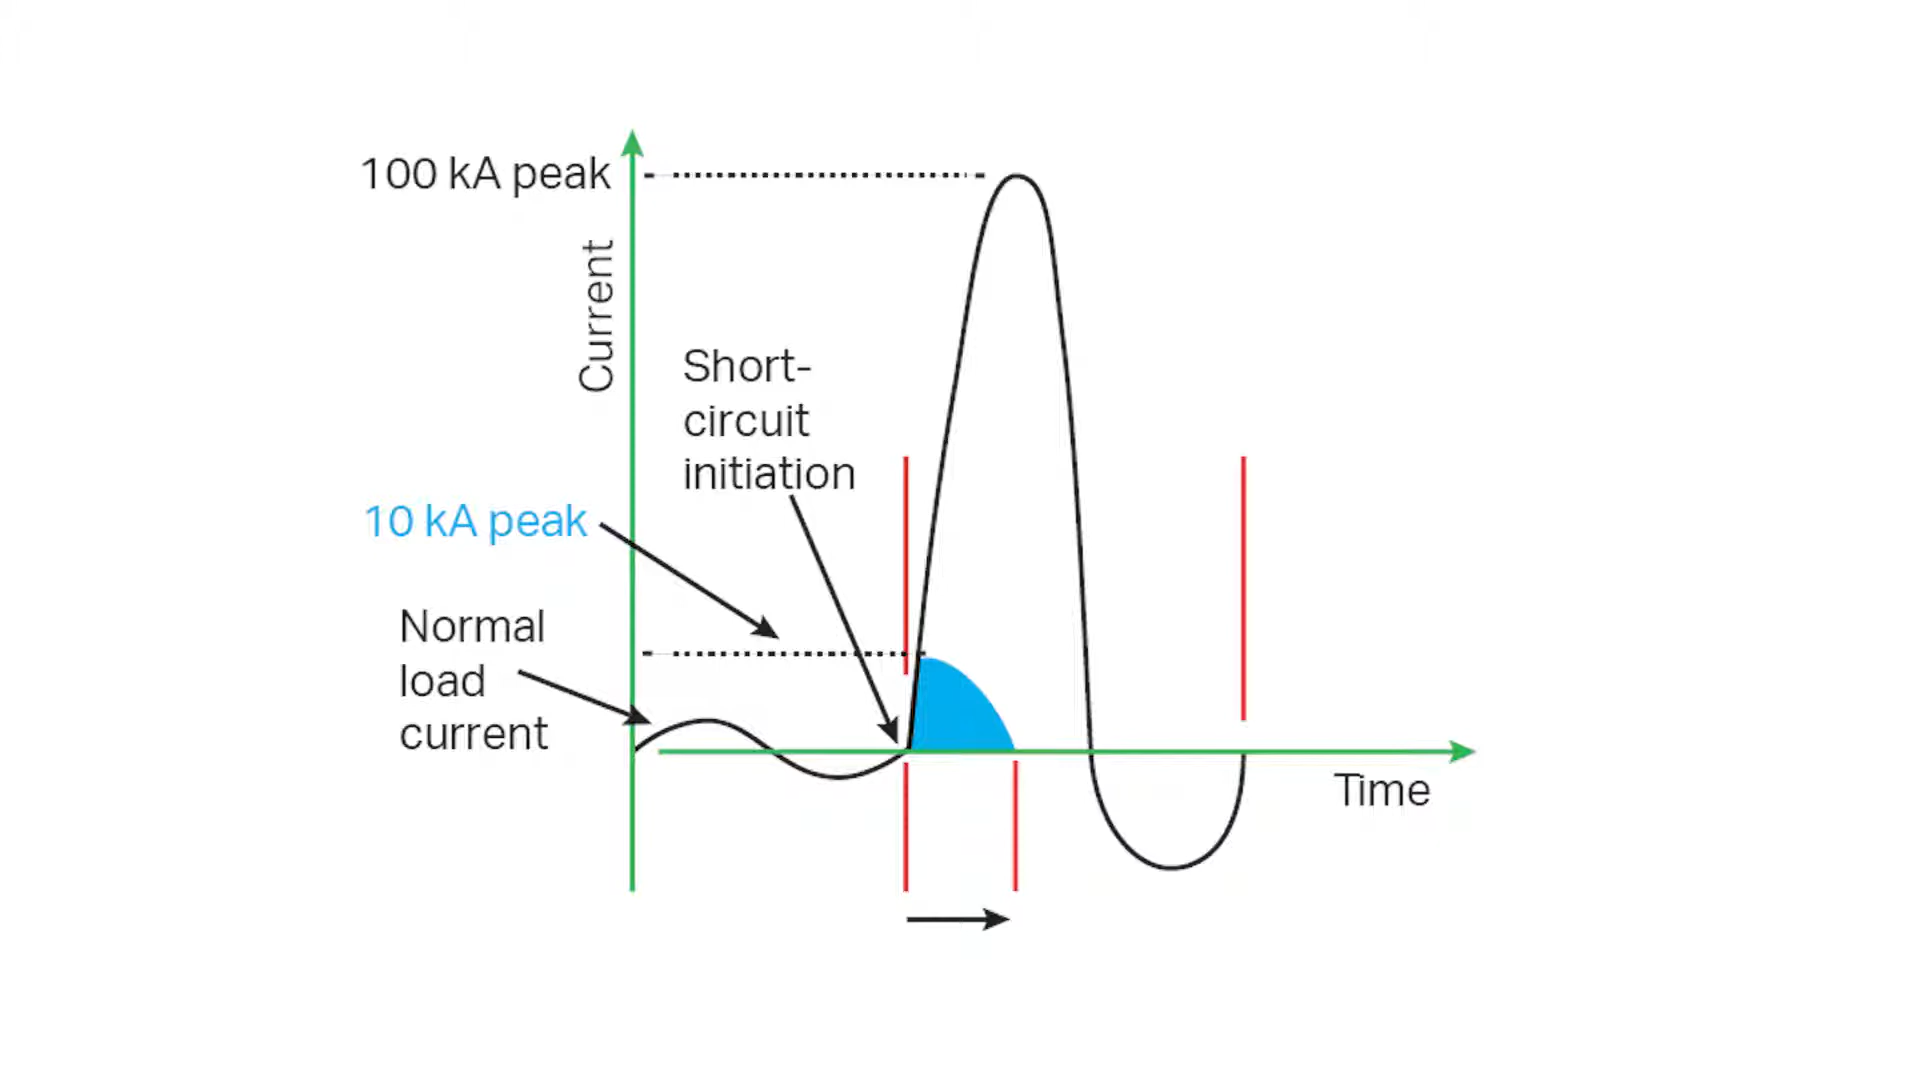 100 kA peak
Current
Short-
circuit
initiation
10 kA peak
Normal
load
current
Time